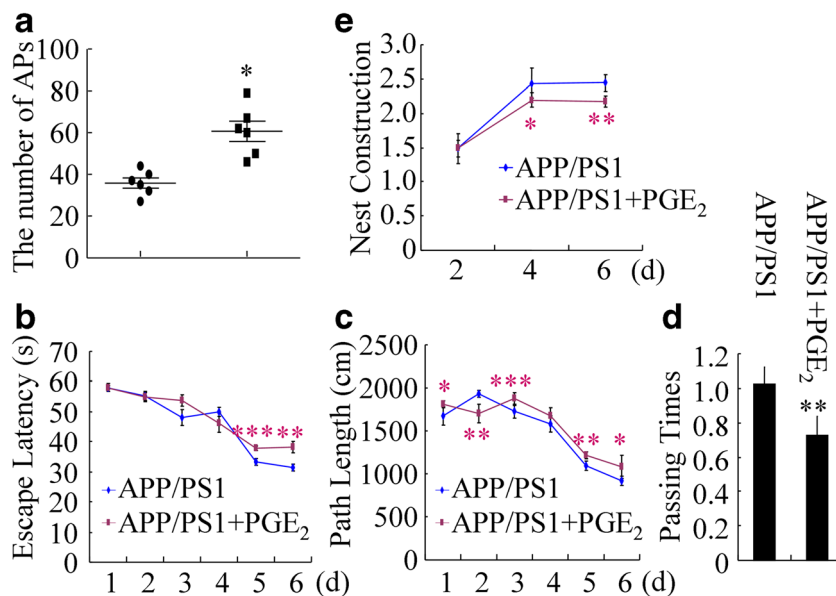 a
The number of APs
100
80
60
40
20
0
*
e
Nest Construction
3.0
2.5
2.0
1.5
1.0
0.5
0.0
* **
APP/PS1
APP/PS1+PGE₂
2 4 6 (d)
b
Escape Latency (s)
70
60
50
40
30
20
10
0
*** **
APP/PS1
APP/PS1+PGE₂
1 2 3 4 5 6 (d)
c
Path Length (cm)
2500
2000
1500
1000
500
0
* ***
** ** *
APP/PS1
APP/PS1+PGE₂
1 2 3 4 5 6 (d)
d
APP/PS1
APP/PS1+PGE₂
**
Passing Times
1.2
1.0
0.8
0.6
0.4
0.2
0